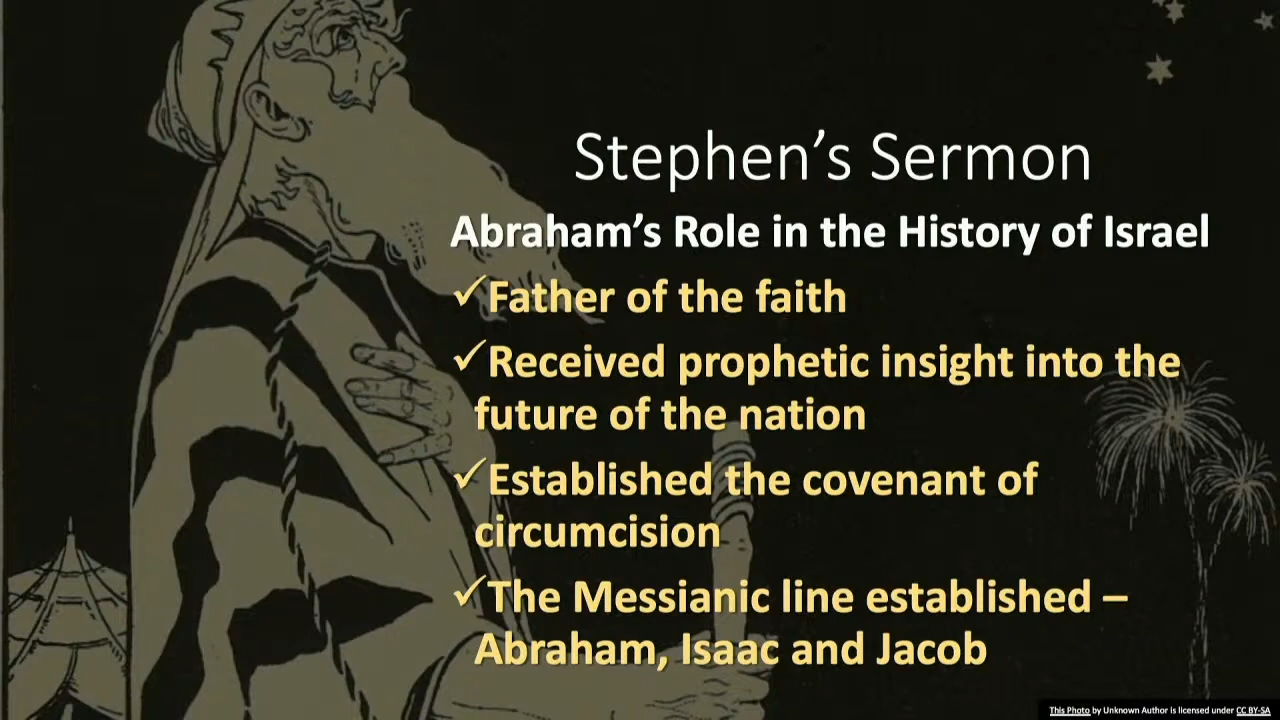 Stephen’s Sermon
Abraham’s Role in the History of Israel
✓Father of the faith
✓Received prophetic insight into the
future of the nation
✓Established the covenant of
circumcision
✓The Messianic line established –
Abraham, Isaac and Jacob
This Photo by Unknown Author is licensed under CC BY-SA